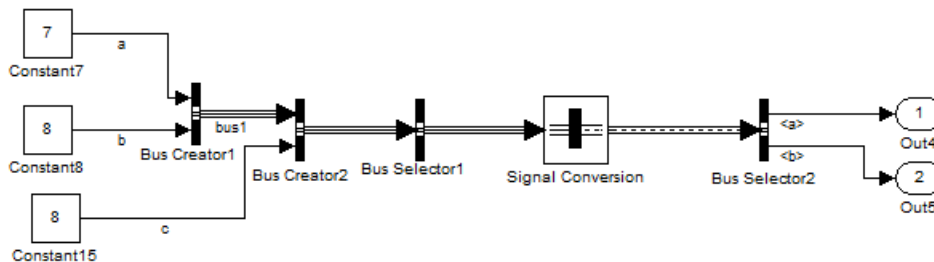 7
a
Constant7
8
b
Constant8
8
c
Constant15
Bus Creator1
bus1
Bus Creator2
Bus Selector1
Signal Conversion
<a>
<b>
Bus Selector2
1
Out4
2
Out5